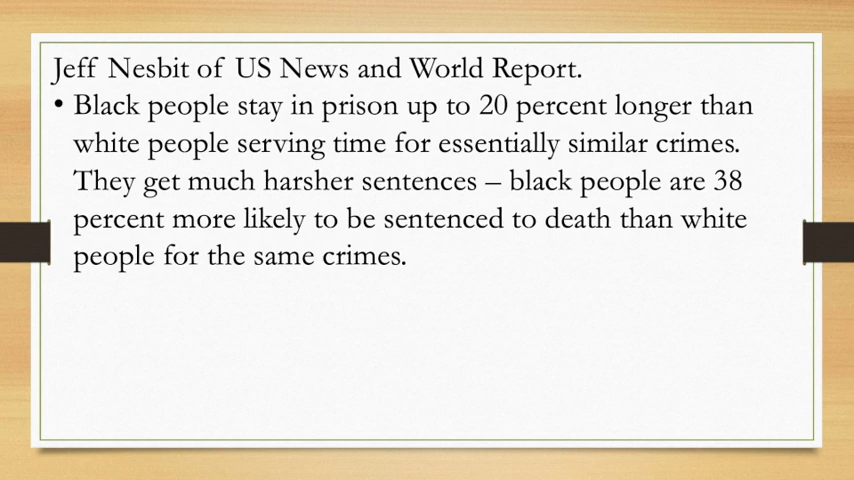 Jeff Nesbit of US News and World Report.
• Black people stay in prison up to 20 percent longer than
white people serving time for essentially similar crimes.
They get much harsher sentences – black people are 38
percent more likely to be sentenced to death than white
people for the same crimes.